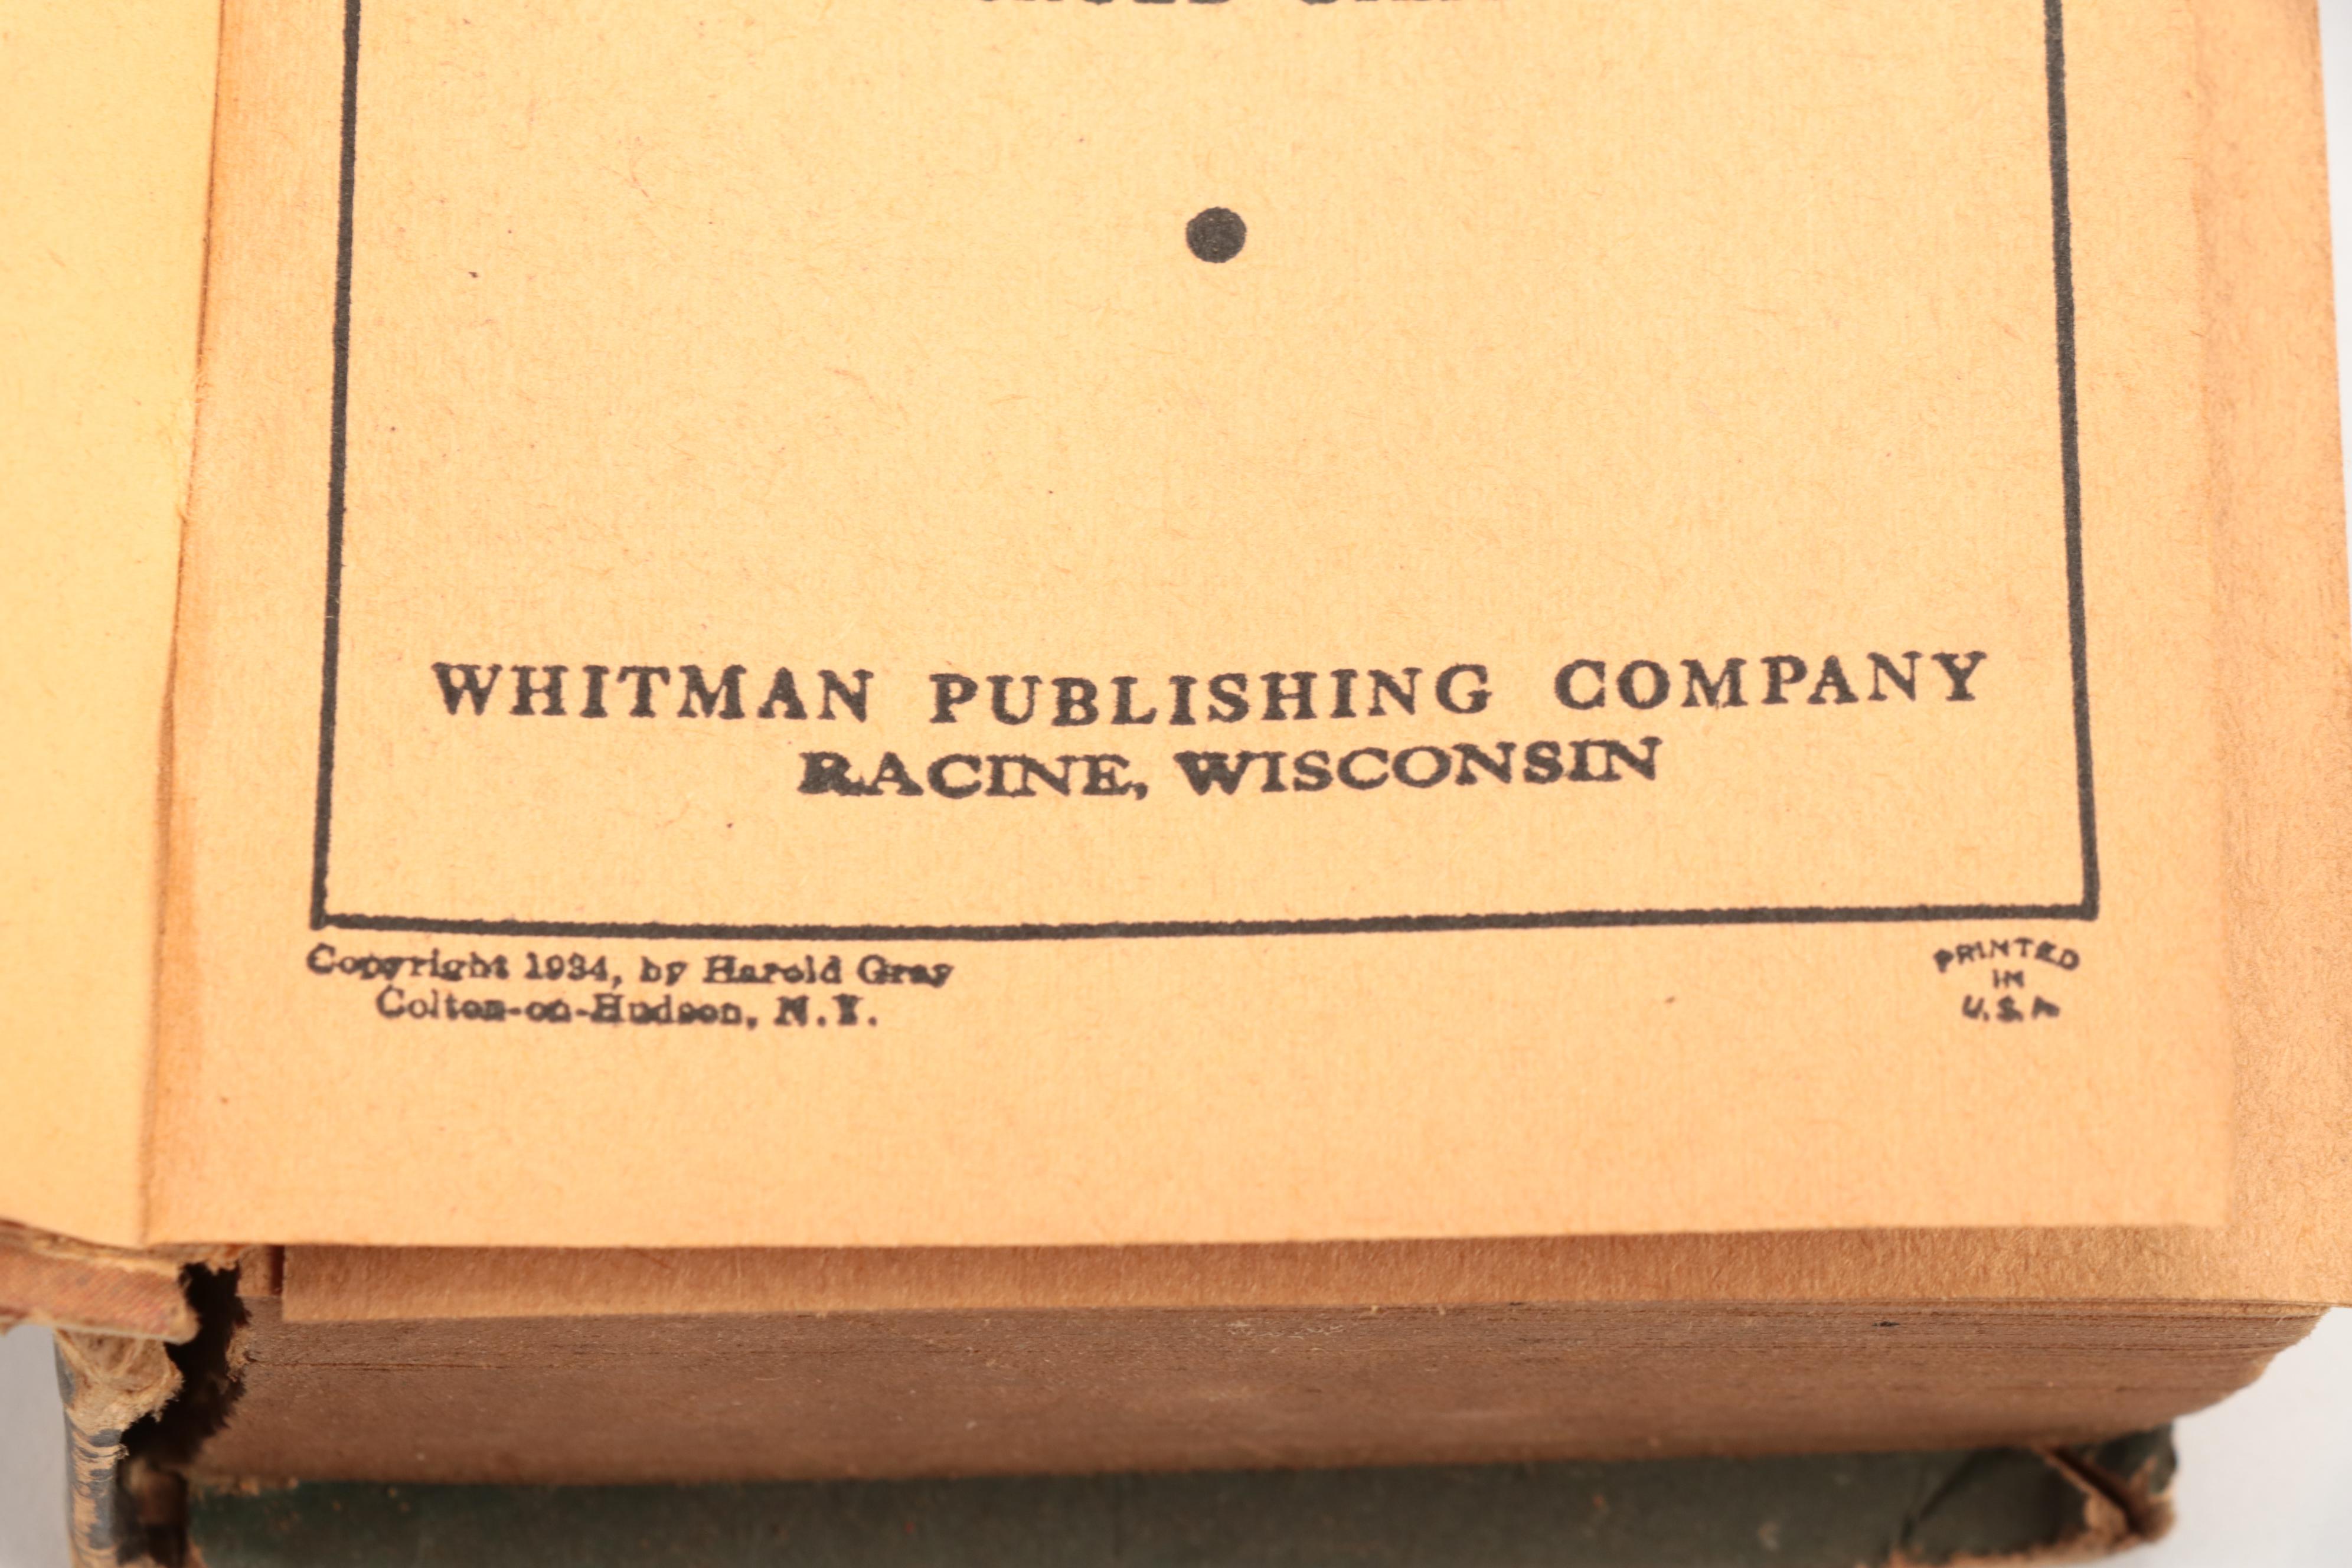 WHITMAN PUBLISHING COMPANY
RACINE, WISCONSIN
Copyright 1934, by Harold Gray
Colton-on-Hudson, N.Y.
PRINTED
IN
U.S.A